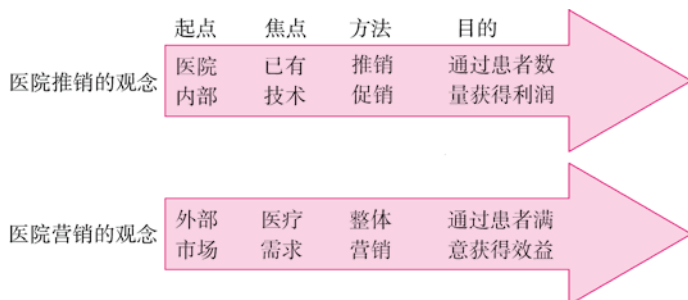 起点 焦点 方法 目的
医院推销的观念
医院 已有 推销 通过患者数
内部 技术 促销 量获得利润
医院营销的观念
外部 医疗 整体 通过患者满
市场 需求 营销 意获得效益